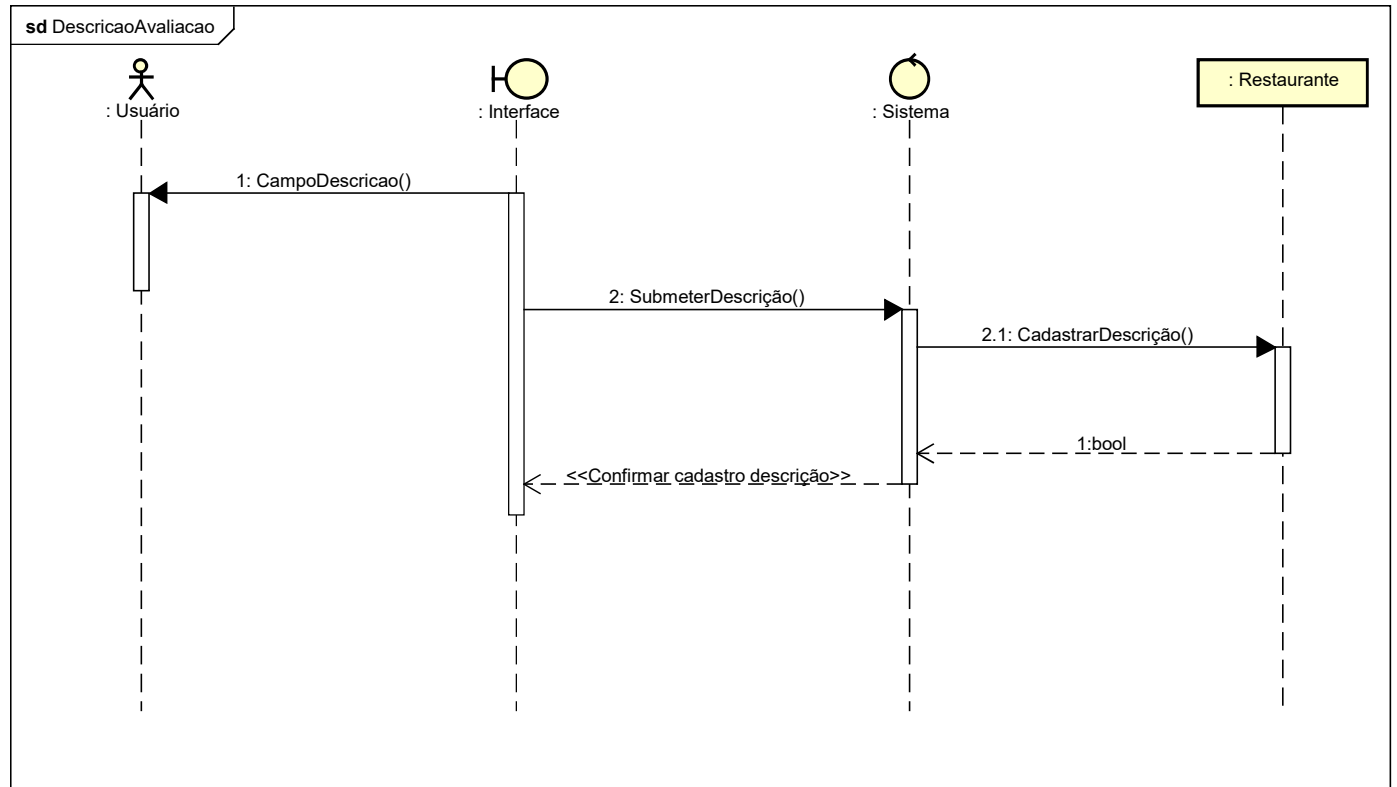 sd DescricaoAvaliacao
: Usuário
: Interface
: Sistema
: Restaurante
1: CampoDescricao()
2: SubmeterDescrição()
2.1: CadastrarDescrição()
1:bool
<<Confirmar cadastro descrição>>